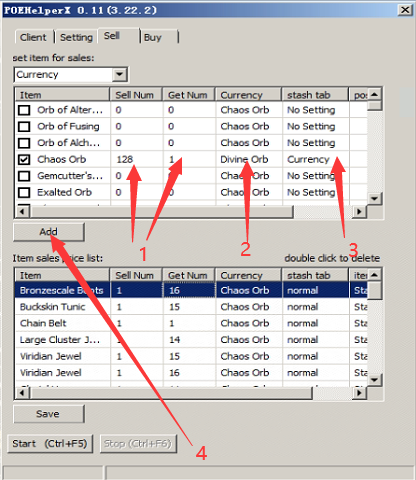 POEHelperX 0.11(3.22.2)
Client Setting Sell Buy
set item for sales:
Currency
Item Sell Num Get Num Currency stash tab pos
Orb of Alter... 0 0 Chaos Orb No Setting
Orb of Fusing 0 0 Chaos Orb No Setting
Orb of Alch... 0 0 Chaos Orb No Setting
Chaos Orb 128 1 Divine Orb Currency
Gemcutter's... 0 0 Chaos Orb No Setting
Exalted Orb 0 0 Chaos Orb No Setting
Add 1 2 3
Item sales price list: double click to delete
Item Sell Num Get Num Currency stash tab ite
Bronzescale Boots 1 16 Chaos Orb normal Sta
Buckskin Tunic 1 15 Chaos Orb normal Sta
Chain Belt 1 1 Chaos Orb normal Sta
Large Cluster J... 1 14 Chaos Orb normal Sta
Viridian Jewel 1 15 Chaos Orb normal Sta
Viridian Jewel 1 16 Chaos Orb normal Sta
Save
Start (Ctrl+F5) Stop (Ctrl+F6) 4